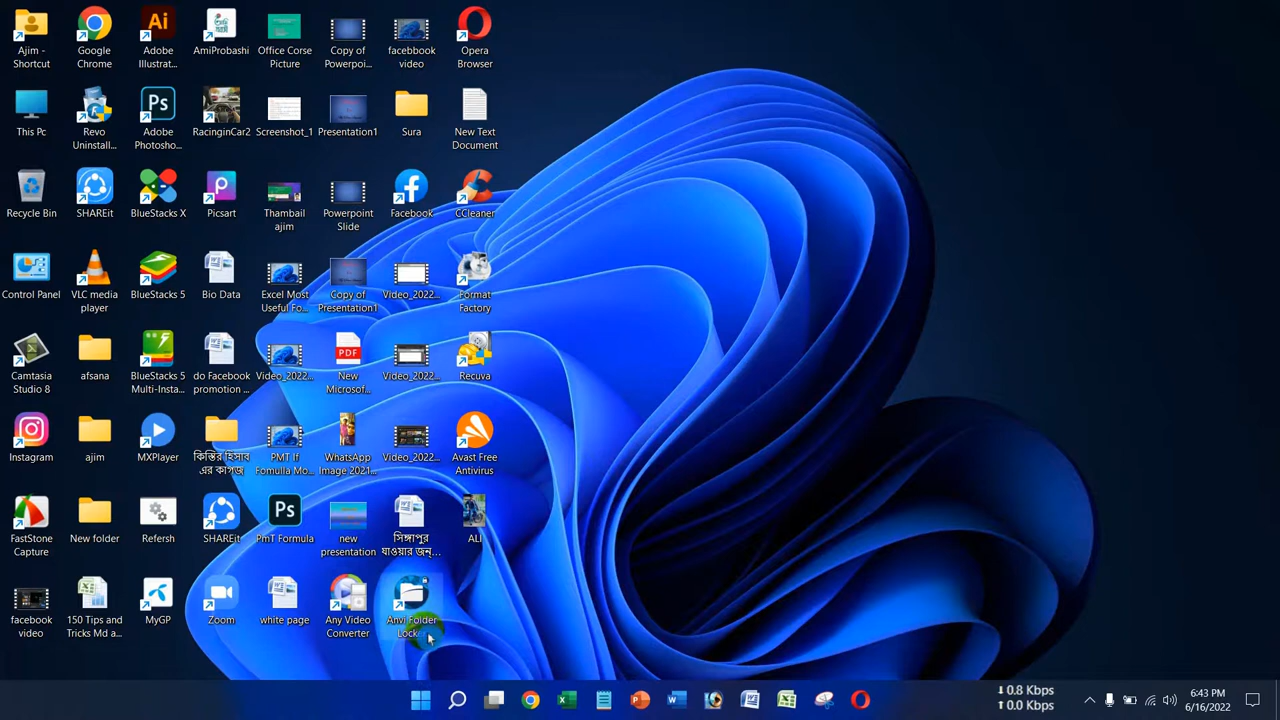 Ajim -
Shortcut
Google
Chrome
Adobe
Illustrat...
AmiProbashi
Office Corse
Picture
Copy of
Powerpoi...
facebbook
video
Opera
Browser
This Pc
Revo
Uninstall...
Adobe
Photosho...
RacinginCar2
Screenshot_1
Presentation1
Sura
New Text
Document
Recycle Bin
SHAREit
BlueStacks X
Picsart
Thambail
ajim
Powerpoint
Slide
Facebook
CCleaner
Control Panel
VLC media
player
BlueStacks 5
Bio Data
Excel Most
Useful Fo...
Copy of
Presentation1
Video_2022...
Format
Factory
Camtasia
Studio 8
afsana
BlueStacks 5
Multi-Insta...
do Facebook
promotion ...
Video_2022...
New
Microsof...
Video_2022...
Recuva
Instagram
ajim
MXPlayer
কিস্তির হিসাব
এর কাগজ
PMT If
Fomulla Mo...
WhatsApp
Image 2021...
Video_2022...
Avast Free
Antivirus
FastStone
Capture
New folder
Refersh
SHAREit
PmT Formula
new
presentation
সিঙ্গাপুর
যাওয়ার জন্...
ALI
facebook
video
150 Tips and
Tricks Md a...
MyGP
Zoom
white page
Any Video
Converter
Anvi Folder
Locker
0.8 Kbps
0.0 Kbps
6:43 PM
6/16/2022